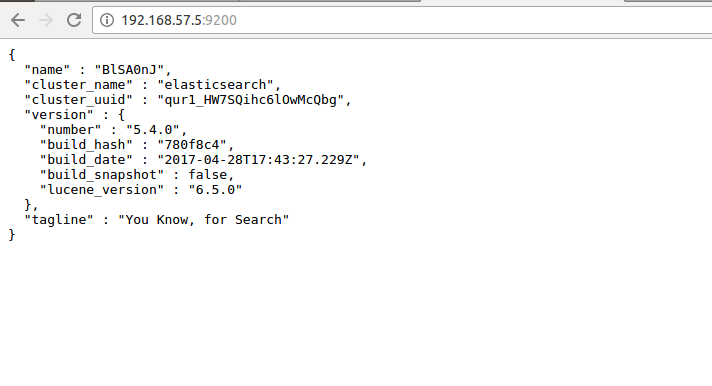 192.168.57.5:9200
{
  "name" : "BlSA0nJ",
  "cluster_name" : "elasticsearch",
  "cluster_uuid" : "qur1_HW7SQihc6lOwMcQbg",
  "version" : {
    "number" : "5.4.0",
    "build_hash" : "780f8c4",
    "build_date" : "2017-04-28T17:43:27.229Z",
    "build_snapshot" : false,
    "lucene_version" : "6.5.0"
  },
  "tagline" : "You Know, for Search"
}